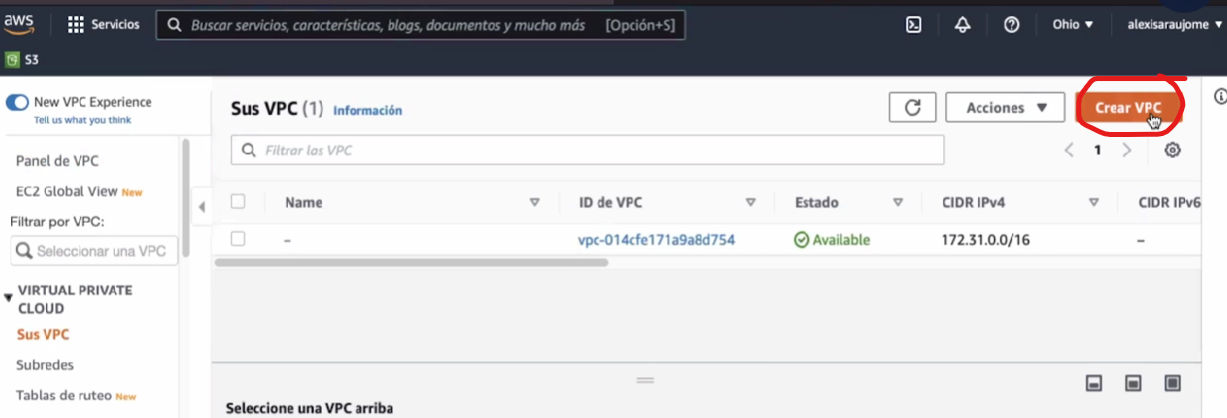 aws
Servicios
Buscar servicios, características, blogs, documentos y mucho más [Opción+S]
Ohio
alexisaraujome
S3
New VPC Experience
Tell us what you think
Sus VPC (1) Información
Acciones
Crear VPC
Filtrar las VPC
1
Panel de VPC
EC2 Global View New
Filtrar por VPC:
Seleccionar una VPC
VIRTUAL PRIVATE
CLOUD
Sus VPC
Subredes
Tablas de ruteo New
Name ID de VPC Estado CIDR IPv4 CIDR IPv6
– vpc-014cfe171a9a8d754 Available 172.31.0.0/16 –
Seleccione una VPC arriba